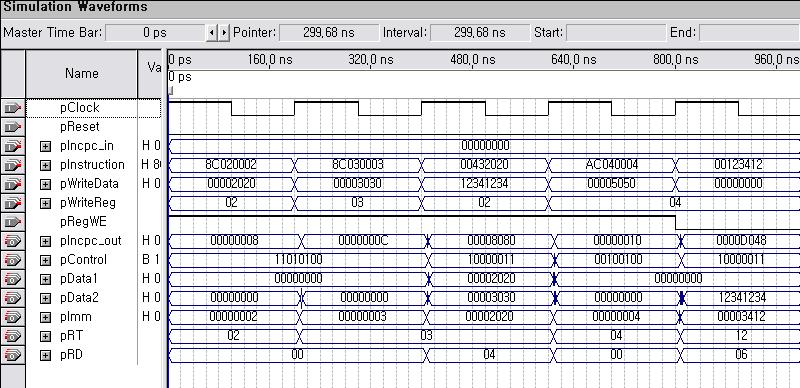 Simulation Waveforms
Master Time Bar: 0 ps Pointer: 299,68 ns Interval: 299,68 ns Start: End:
Name Va 0 ps 160,0 ns 320,0 ns 480,0 ns 640,0 ns 800,0 ns 960,0 ns
0 ps
pClock
pReset
pIncpc_in H 0 00000000
pInstruction H 8 8C020002 8C030003 00432020 AC040004 00123412
pWriteData H 0 00002020 00003030 12341234 00005050 00000000
pWriteReg H 0 02 03 02 04
pRegWE
pIncpc_out H 0 00000008 0000000C 00008080 00000010 0000D048
pControl B 1 11010100 10000011 00100100 10000011
pData1 H 0 00000000 00002020 00000000
pData2 H 0 00000000 00000000 00003030 00000000 12341234
pImm H 0 00000002 00000003 00002020 00000004 00003412
pRT H 0 02 03 04 12
pRD H 0 00 04 00 06